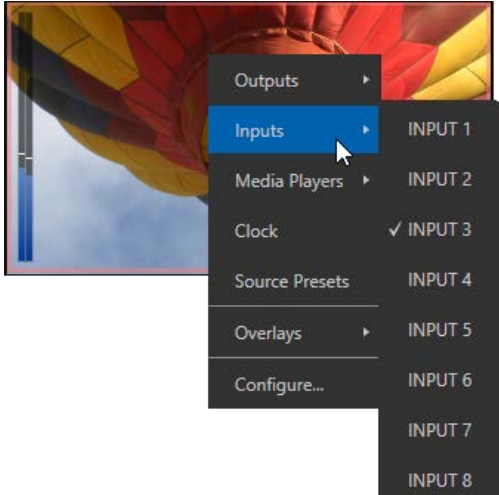 Outputs
Inputs
Media Players
Clock
Source Presets
Overlays
Configure...
INPUT 1
INPUT 2
✓ INPUT 3
INPUT 4
INPUT 5
INPUT 6
INPUT 7
INPUT 8